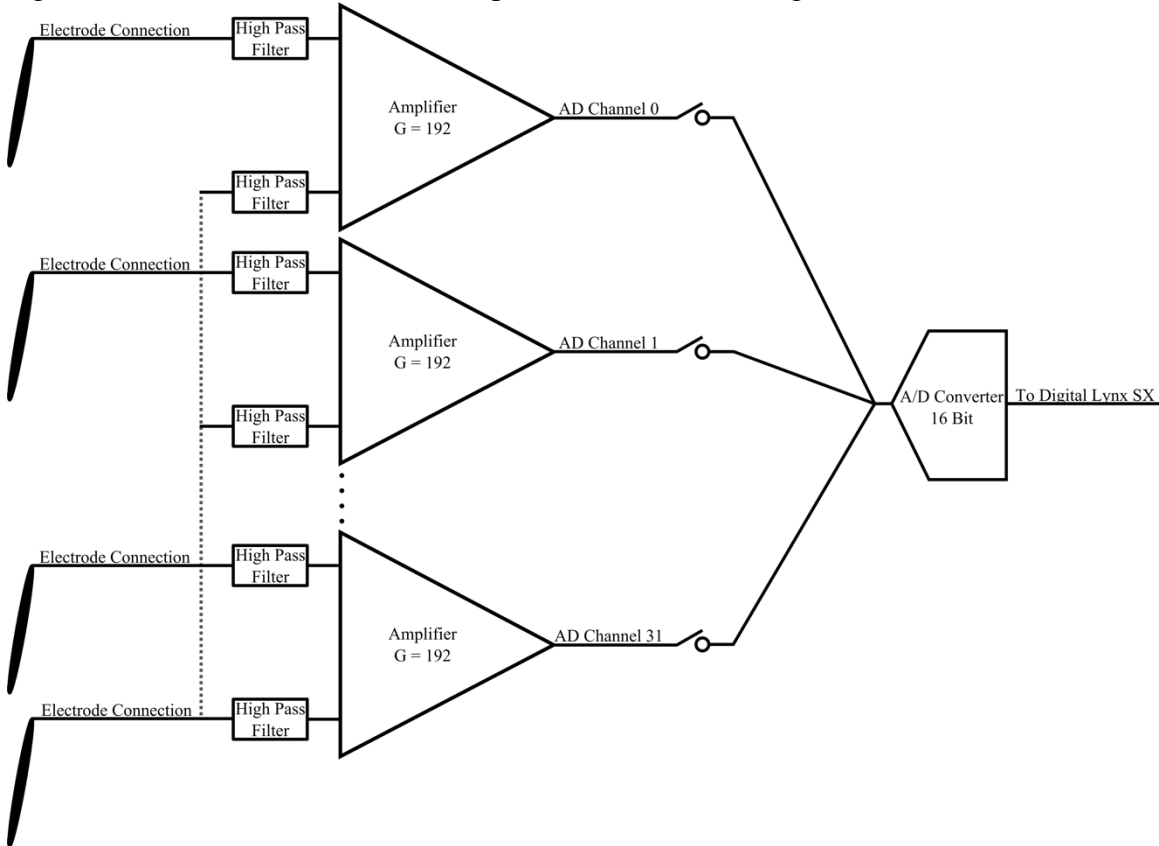 Electrode Connection
High Pass
Filter
Amplifier
G = 192
AD Channel 0
High Pass
Filter
Electrode Connection
High Pass
Filter
Amplifier
G = 192
AD Channel 1
High Pass
Filter
A/D Converter
16 Bit
To Digital Lynx SX
Electrode Connection
High Pass
Filter
Amplifier
G = 192
AD Channel 31
Electrode Connection
High Pass
Filter